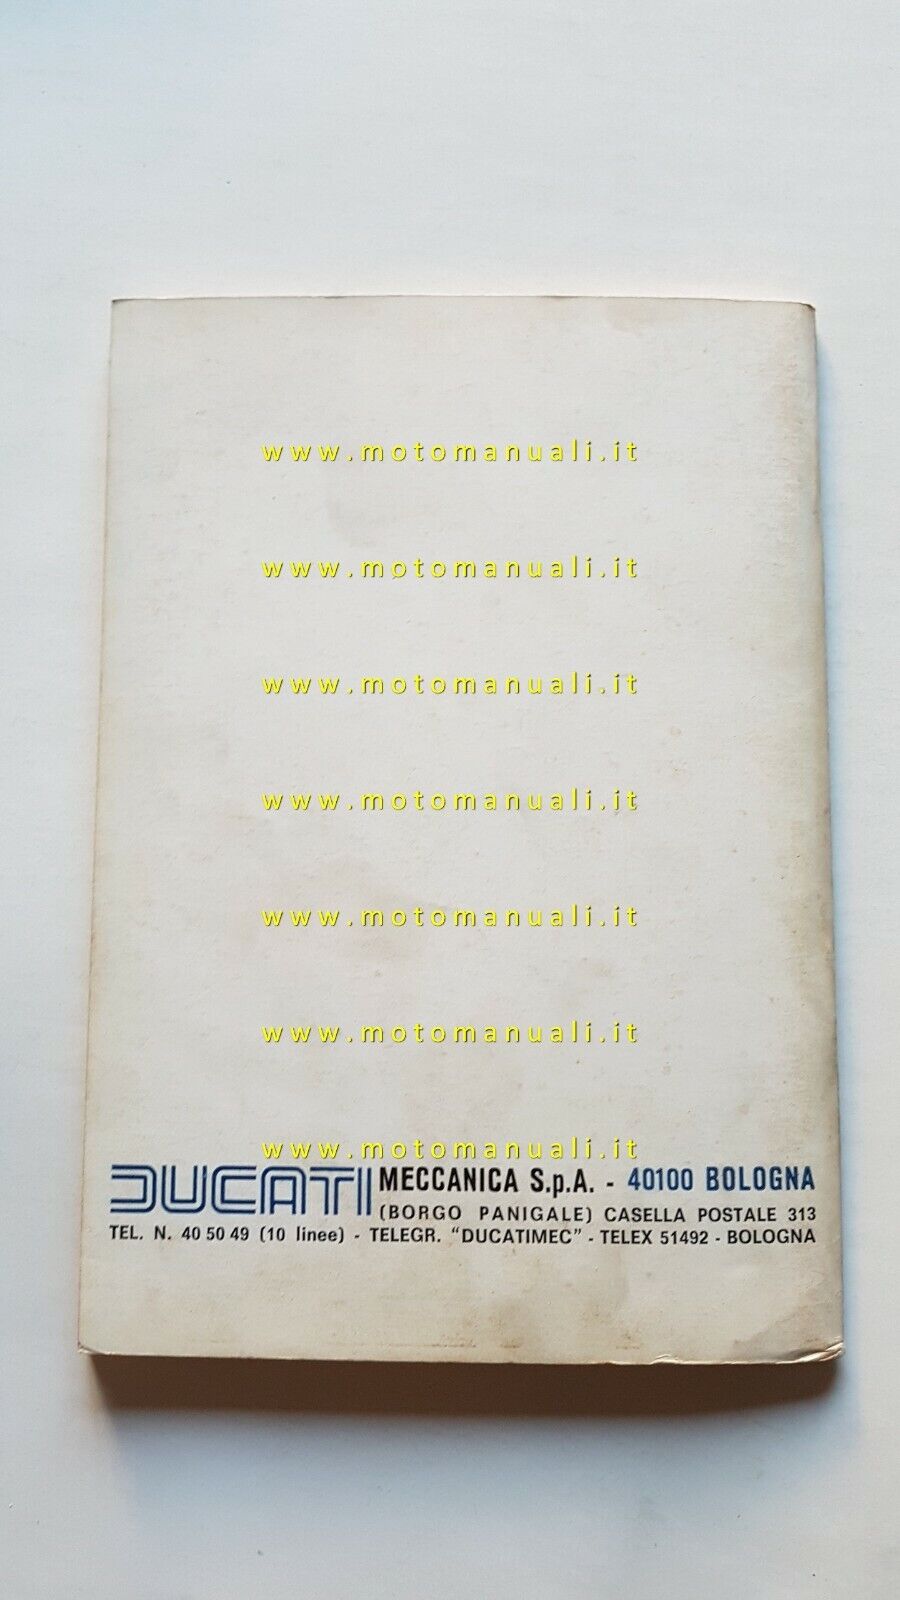 www.motomanuali.it
www.motomanuali.it
www.motomanuali.it
www.motomanuali.it
www.motomanuali.it
www.motomanuali.it
www.motomanuali.it
DUCATI MECCANICA S.p.A. - 40100 BOLOGNA
(BORGO PANIGALE) CASELLA POSTALE 313
TEL. N. 40 50 49 (10 linee) - TELEGR. "DUCATIMEC" - TELEX 51492 - BOLOGNA